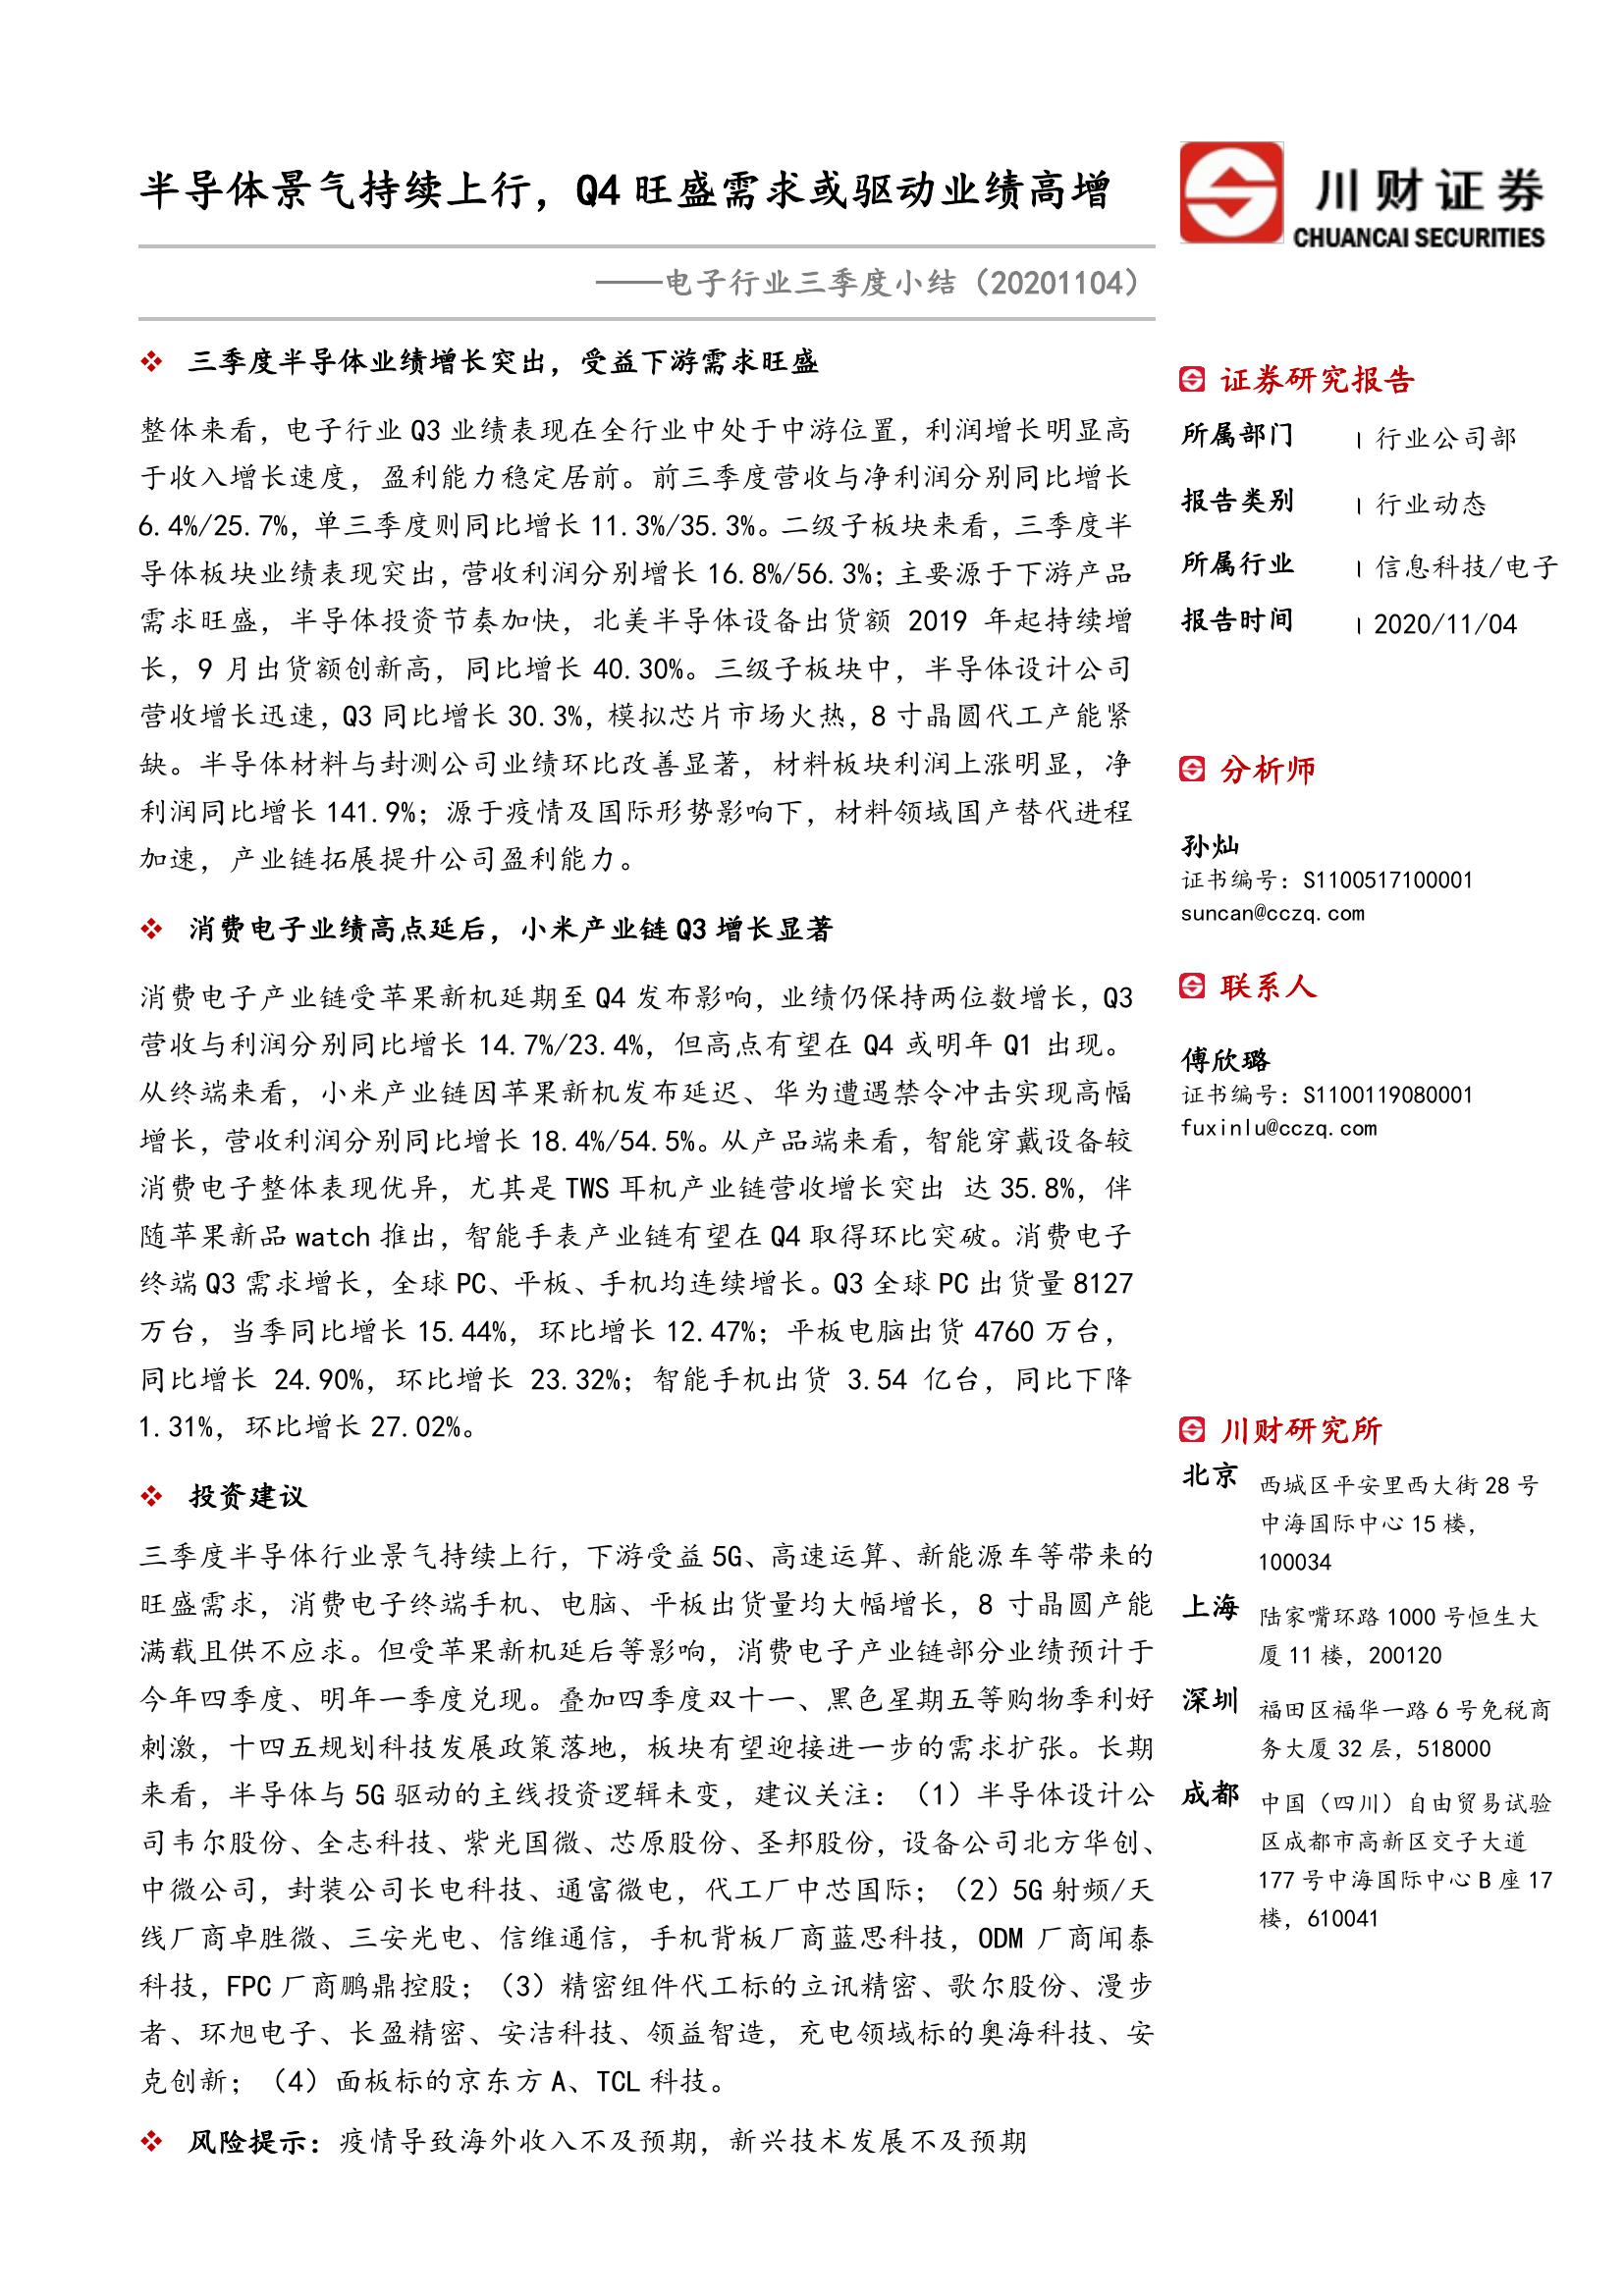 半导体景气持续上行，Q4 旺盛需求或驱动业绩高增
——电子行业三季度小结（20201104）
川财证券
CHUANCAI SECURITIES
❖ 三季度半导体业绩增长突出，受益下游需求旺盛
整体来看，电子行业 Q3 业绩表现在全行业中处于中游位置，利润增长明显高
于收入增长速度，盈利能力稳定居前。前三季度营收与净利润分别同比增长
6.4%/25.7%，单三季度则同比增长 11.3%/35.3%。二级子板块来看，三季度半
导体板块业绩表现突出，营收利润分别增长 16.8%/56.3%；主要源于下游产品
需求旺盛，半导体投资节奏加快，北美半导体设备出货额 2019 年起持续增
长，9 月出货额创新高，同比增长 40.30%。三级子板块中，半导体设计公司
营收增长迅速，Q3 同比增长 30.3%，模拟芯片市场火热，8 寸晶圆代工产能紧
缺。半导体材料与封测公司业绩环比改善显著，材料板块利润上涨明显，净
利润同比增长 141.9%；源于疫情及国际形势影响下，材料领域国产替代进程
加速，产业链拓展提升公司盈利能力。
❖ 消费电子业绩高点延后，小米产业链 Q3 增长显著
消费电子产业链受苹果新机延期至 Q4 发布影响，业绩仍保持两位数增长，Q3
营收与利润分别同比增长 14.7%/23.4%，但高点有望在 Q4 或明年 Q1 出现。
从终端来看，小米产业链因苹果新机发布延迟、华为遭遇禁令冲击实现高幅
增长，营收利润分别同比增长 18.4%/54.5%。从产品端来看，智能穿戴设备较
消费电子整体表现优异，尤其是 TWS 耳机产业链营收增长突出 达 35.8%，伴
随苹果新品 watch 推出，智能手表产业链有望在 Q4 取得环比突破。消费电子
终端 Q3 需求增长，全球 PC、平板、手机均连续增长。Q3 全球 PC 出货量 8127
万台，当季同比增长 15.44%，环比增长 12.47%；平板电脑出货 4760 万台，
同比增长 24.90%，环比增长 23.32%；智能手机出货 3.54 亿台，同比下降
1.31%，环比增长 27.02%。
❖ 投资建议
三季度半导体行业景气持续上行，下游受益 5G、高速运算、新能源车等带来的
旺盛需求，消费电子终端手机、电脑、平板出货量均大幅增长，8 寸晶圆产能
满载且供不应求。但受苹果新机延后等影响，消费电子产业链部分业绩预计于
今年四季度、明年一季度兑现。叠加四季度双十一、黑色星期五等购物季利好
刺激，十四五规划科技发展政策落地，板块有望迎接进一步的需求扩张。长期
来看，半导体与 5G 驱动的主线投资逻辑未变，建议关注：（1）半导体设计公
司韦尔股份、全志科技、紫光国微、芯原股份、圣邦股份，设备公司北方华创、
中微公司，封装公司长电科技、通富微电，代工厂中芯国际；（2）5G 射频/天
线厂商卓胜微、三安光电、信维通信，手机背板厂商蓝思科技，ODM 厂商闻泰
科技，FPC 厂商鹏鼎控股；（3）精密组件代工标的立讯精密、歌尔股份、漫步
者、环旭电子、长盈精密、安洁科技、领益智造，充电领域标的奥海科技、安
克创新；（4）面板标的京东方 A、TCL 科技。
❖ 风险提示：疫情导致海外收入不及预期，新兴技术发展不及预期
证券研究报告
所属部门 | 行业公司部
报告类别 | 行业动态
所属行业 | 信息科技/电子
报告时间 | 2020/11/04
分析师
孙灿
证书编号：S1100517100001
suncan@cczq.com
联系人
傅欣璐
证书编号：S1100119080001
fuxinlu@cczq.com
川财研究所
北京 西城区平安里西大街 28 号
中海国际中心 15 楼，
100034
上海 陆家嘴环路 1000 号恒生大
厦 11 楼，200120
深圳 福田区福华一路 6 号免税商
务大厦 32 层，518000
成都 中国（四川）自由贸易试验
区成都市高新区交子大道
177 号中海国际中心 B 座 17
楼，610041